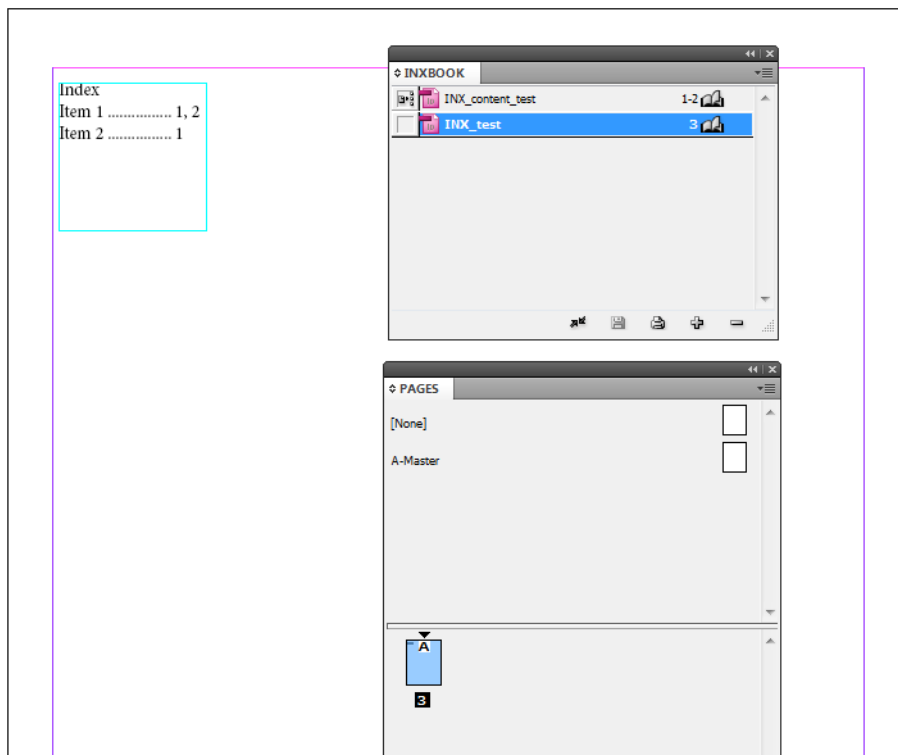 Index
Item 1 ................ 1, 2
Item 2 ................ 1
INXBOOK
INX_content_test 1-2
INX_test 3
PAGES
[None]
A-Master
A
3